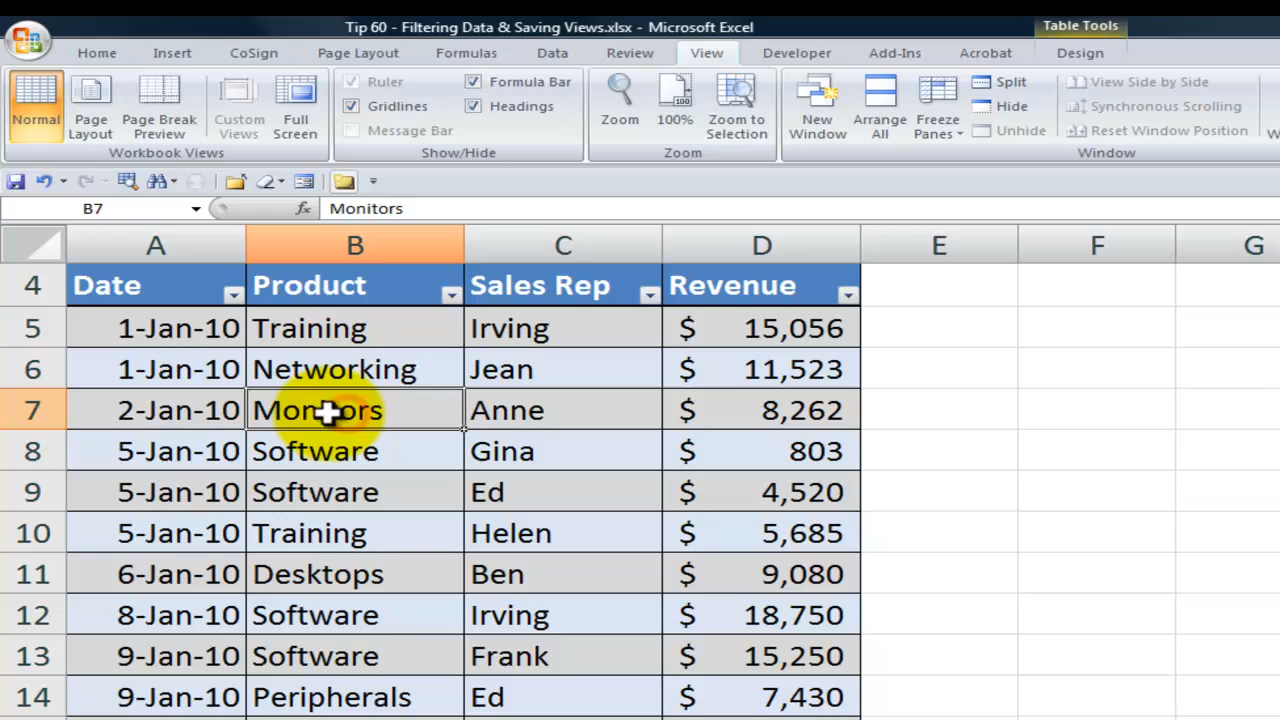 Tip 60 - Filtering Data & Saving Views.xlsx - Microsoft Excel
Table Tools
Home Insert CoSign Page Layout Formulas Data Review View Developer Add-Ins Acrobat Design
Normal Page Layout Page Break Preview Custom Views Full Screen
Workbook Views
Ruler Formula Bar
Gridlines Headings
Message Bar
Show/Hide
Zoom 100% Zoom to Selection
100
Zoom
New Window Arrange All Freeze Panes
Split
Hide
Unhide
View Side by Side
Synchronous Scrolling
Reset Window Position
Window
B7 fx Monitors
A B C D E F G
4 Date Product Sales Rep Revenue
5 1-Jan-10 Training Irving $ 15,056
6 1-Jan-10 Networking Jean $ 11,523
7 2-Jan-10 Monitors Anne $ 8,262
8 5-Jan-10 Software Gina $ 803
9 5-Jan-10 Software Ed $ 4,520
10 5-Jan-10 Training Helen $ 5,685
11 6-Jan-10 Desktops Ben $ 9,080
12 8-Jan-10 Software Irving $ 18,750
13 9-Jan-10 Software Frank $ 15,250
14 9-Jan-10 Peripherals Ed $ 7,430